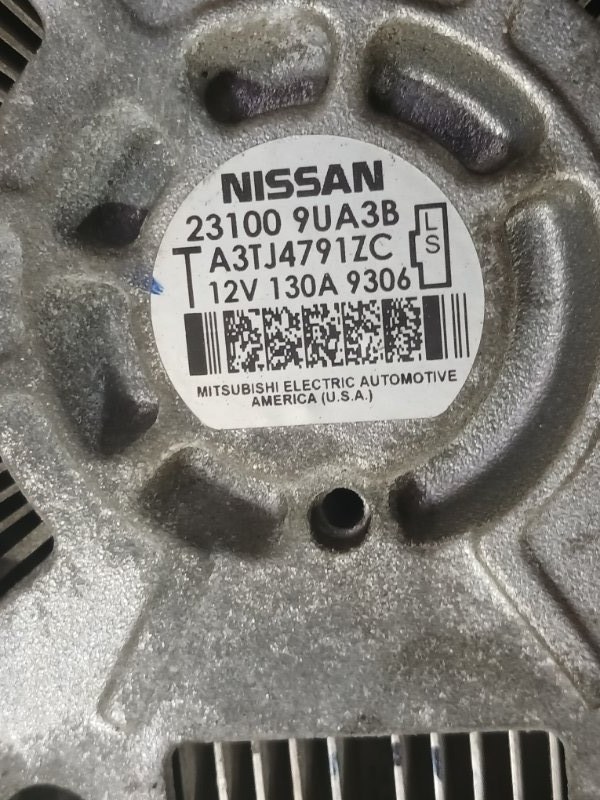 NISSAN
23100 9UA3B
T A3TJ4791ZC
12V 130A 9306
L
S
MITSUBISHI ELECTRIC AUTOMOTIVE
AMERICA (U.S.A.)